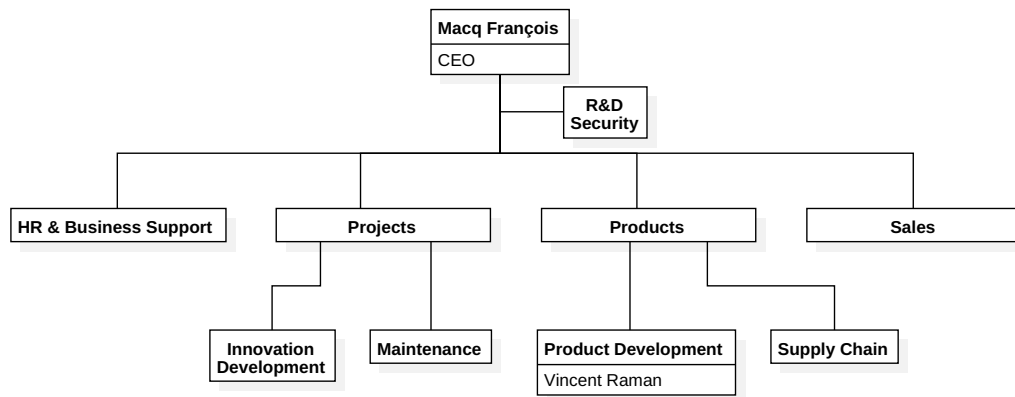 Macq François
CEO
R&D
Security
HR & Business Support
Projects
Products
Sales
Innovation
Development
Maintenance
Product Development
Vincent Raman
Supply Chain